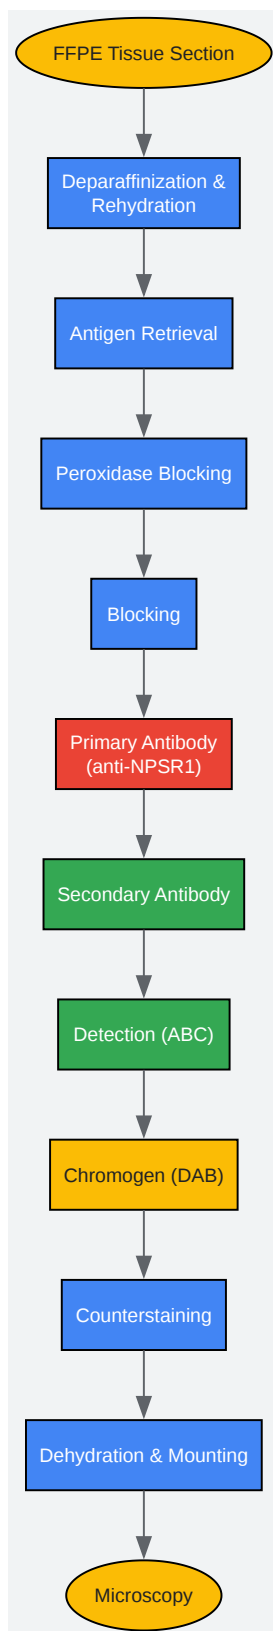 FFPE Tissue Section
Deparaffinization &
Rehydration
Antigen Retrieval
Peroxidase Blocking
Blocking
Primary Antibody
(anti-NPSR1)
Secondary Antibody
Detection (ABC)
Chromogen (DAB)
Counterstaining
Dehydration & Mounting
Microscopy